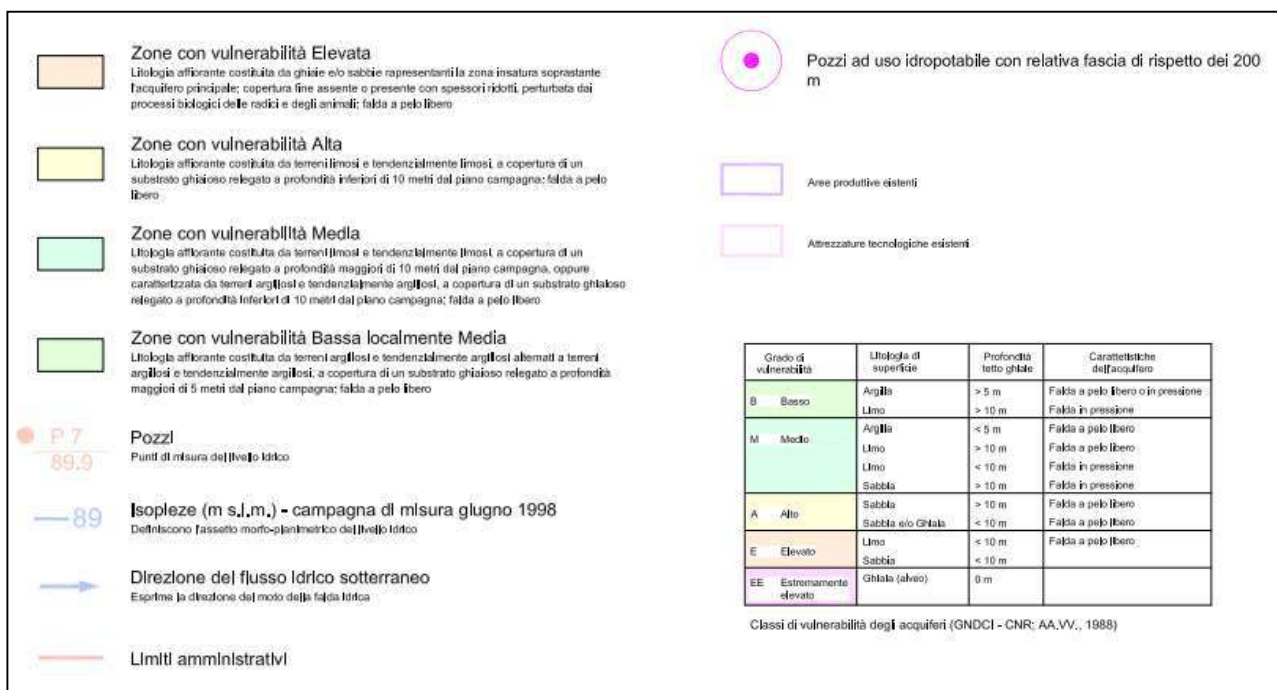 Zone con vulnerabilità Elevata
Litologia affiorante costituita da ghiaie e/o sabbie rapresentanti la zona insatura soprastante
l'acquifero principale; copertura fine assente o presente con spessori ridotti, perturbata dai
processi biologici delle radici e degli animali; falda a pelo libero
Zone con vulnerabilità Alta
Litologia affiorante costituita da terreni limosi e tendenzialmente limosi, a copertura di un
substrato ghiaioso relegato a profondità inferiori di 10 metri dal piano campagna; falda a pelo
libero
Zone con vulnerabilità Media
Litologia affiorante costituita da terreni limosi e tendenzialmente limosi, a copertura di un
substrato ghiaioso relegato a profondità maggiori di 10 metri dal piano campagna, oppure
caratterizzata da terreni argillosi e tendenzialmente argillosi, a copertura di un substrato ghiaioso
relegato a profondità inferiori di 10 metri dal piano campagna; falda a pelo libero
Zone con vulnerabilità Bassa localmente Media
Litologia affiorante costituita da terreni argillosi e tendenzialmente argillosi alternati a terreni
argillosi e tendenzialmente argillosi, a copertura di un substrato ghiaioso relegato a profondità
maggiori di 5 metri dal piano campagna; falda a pelo libero
P 7
89.9
Pozzi
Punti di misura del livello idrico
89
Isopieze (m s.l.m.) - campagna di misura giugno 1998
Definiscono l'assetto morfo-planimetrico del livello idrico
Direzione del flusso idrico sotterraneo
Esprime la direzione del moto della falda idrica
Limiti amministrativi
Pozzi ad uso idropotabile con relativa fascia di rispetto dei 200
m
Aree produttive eistenti
Attrezzature tecnologiche esistenti
Grado di vulnerabilità Litologia di superficie Profondità tetto ghiaie Carattetistiche dell'acquifero
B Basso Argilla > 5 m Falda a pelo libero o in pressione
Limo > 10 m Falda in pressione
M Medio Argilla < 5 m Falda a pelo libero
Limo > 10 m Falda a pelo libero
Limo < 10 m Falda in pressione
Sabbia > 10 m Falda in pressione
A Alto Sabbia > 10 m Falda a pelo libero
Sabbia e/o Ghiaia < 10 m Falda a pelo libero
E Elevato Limo < 10 m Falda a pelo libero
Sabbia < 10 m
EE Estremamente elevato Ghiaia (alveo) 0 m
Classi di vulnerabilità degli acquiferi (GNDCI - CNR; AA.VV., 1988)